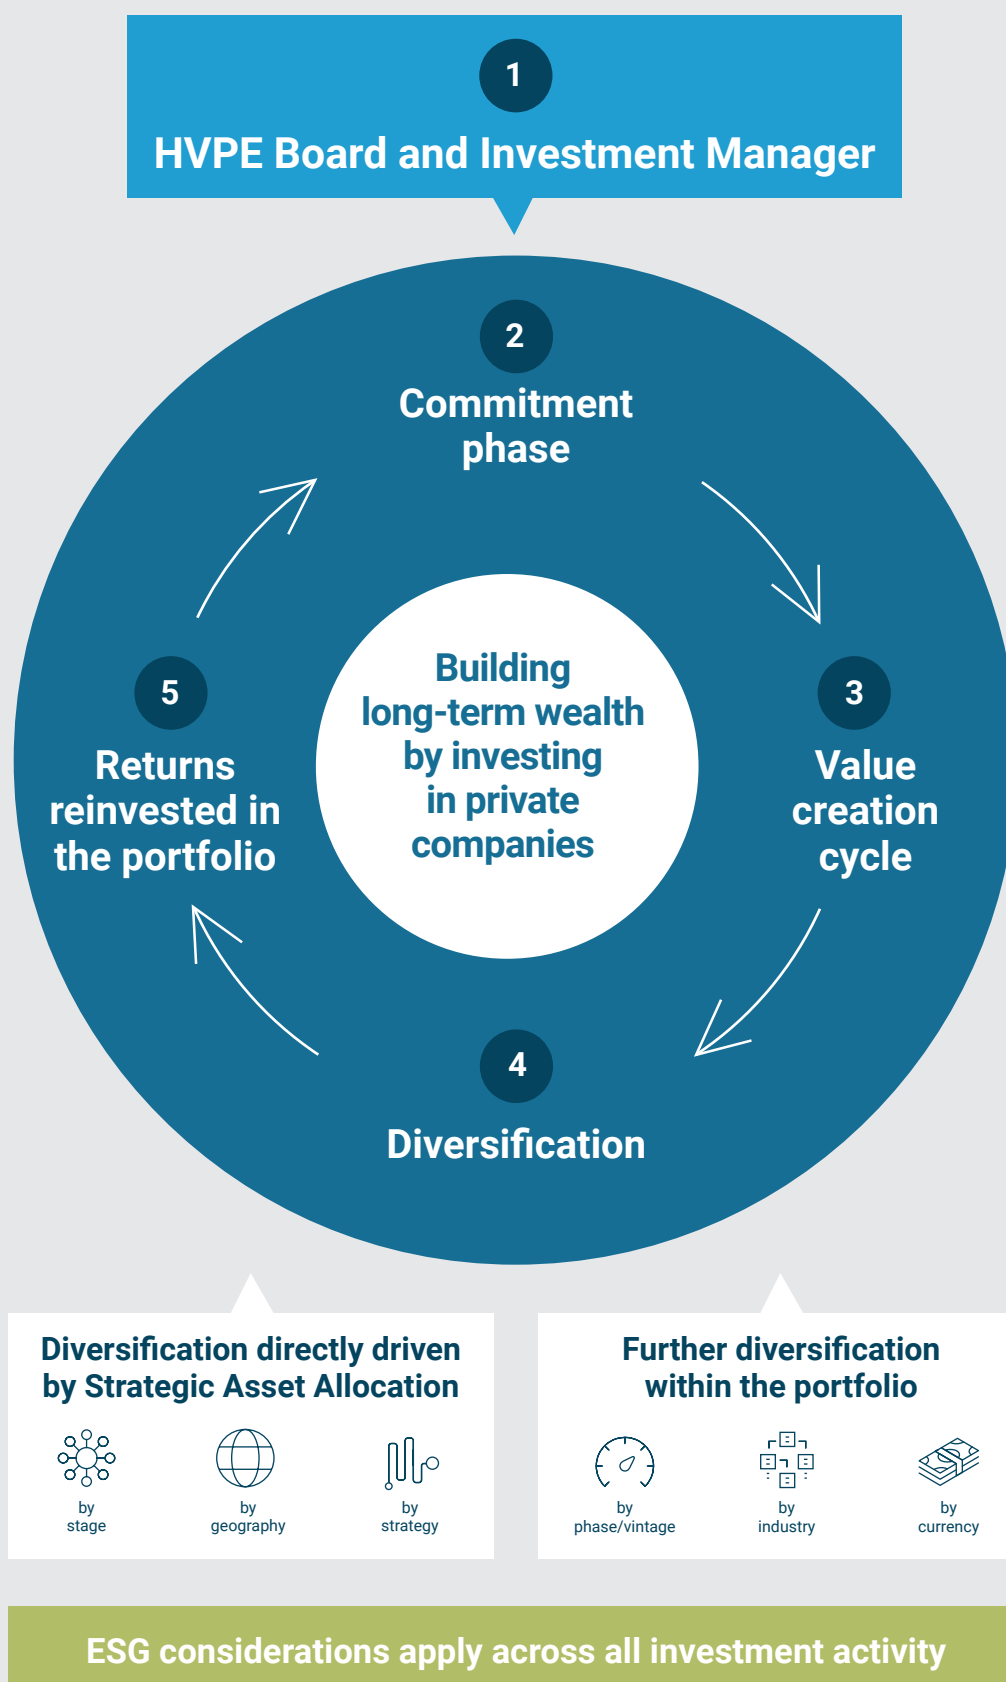 1
HVPE Board and Investment Manager
2
Commitment
phase
3
Value
creation
cycle
4
Diversification
5
Returns
reinvested in
the portfolio
Building
long-term wealth
by investing
in private
companies
Diversification directly driven
by Strategic Asset Allocation
by
stage
by
geography
by
strategy
Further diversification
within the portfolio
by
phase/vintage
by
industry
by
currency
ESG considerations apply across all investment activity